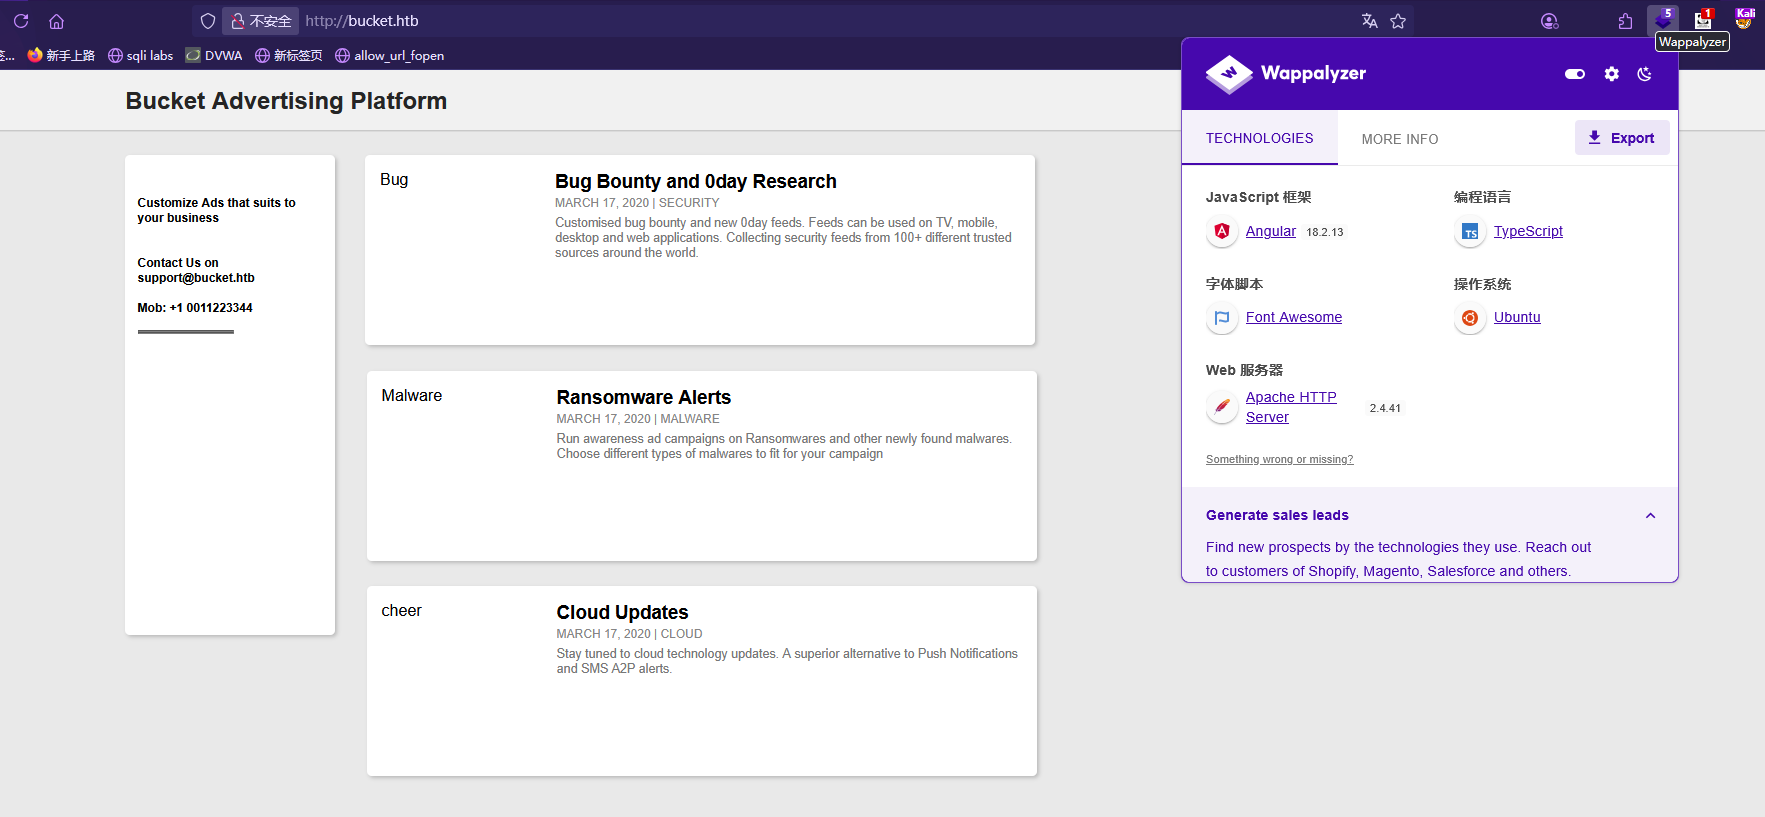 不安全 http://bucket.htb
5
1
Kali
签... 新手上路 sqli labs DVWA 新标签页 allow_url_fopen
Wappalyzer
Bucket Advertising Platform
Customize Ads that suits to
your business
Contact Us on
support@bucket.htb
Mob: +1 0011223344
Bug
Bug Bounty and 0day Research
MARCH 17, 2020 | SECURITY
Customised bug bounty and new 0day feeds. Feeds can be used on TV, mobile,
desktop and web applications. Collecting security feeds from 100+ different trusted
sources around the world.
Malware
Ransomware Alerts
MARCH 17, 2020 | MALWARE
Run awareness ad campaigns on Ransomwares and other newly found malwares.
Choose different types of malwares to fit for your campaign
cheer
Cloud Updates
MARCH 17, 2020 | CLOUD
Stay tuned to cloud technology updates. A superior alternative to Push Notifications
and SMS A2P alerts.
Wappalyzer
TECHNOLOGIES MORE INFO Export
JavaScript 框架
Angular 18.2.13
编程语言
TypeScript
字体脚本
Font Awesome
操作系统
Ubuntu
Web 服务器
Apache HTTP
Server 2.4.41
Something wrong or missing?
Generate sales leads
Find new prospects by the technologies they use. Reach out
to customers of Shopify, Magento, Salesforce and others.